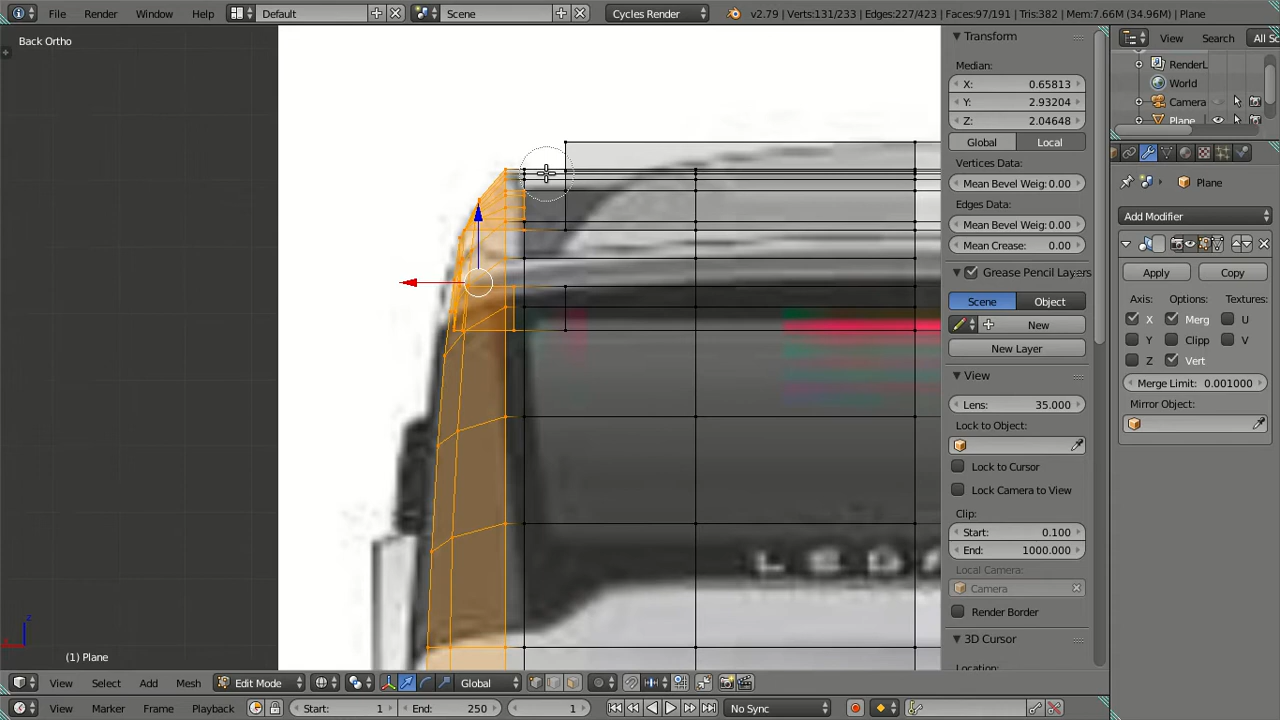 File Render Window Help Default Scene Cycles Render v2.79 | Verts:131/233 | Edges:227/423 | Faces:97/191 | Tris:382 | Mem:7.66M (34.96M) | Plane
Back Ortho
Transform
Median:
X: 0.65813
Y: 2.93204
Z: 2.04648
Global Local
Vertices Data:
Mean Bevel Weig: 0.00
Edges Data:
Mean Bevel Weig: 0.00
Mean Crease: 0.00
Grease Pencil Layers
Scene Object
New
New Layer
View
Lens: 35.000
Lock to Object:
Lock to Cursor
Lock Camera to View
Clip:
Start: 0.100
End: 1000.000
Local Camera:
Camera
Render Border
3D Cursor
Location:
View Search All Sc
RenderL
World
Camera
Plane
Plane
Add Modifier
Apply Copy
Axis: Options: Textures:
X Merg U
Y Clipp V
Z Vert
Merge Limit: 0.001000
Mirror Object:
L E D
z
(1) Plane
View Select Add Mesh Edit Mode Global
View Marker Frame Playback Start: 1 End: 250 1 No Sync